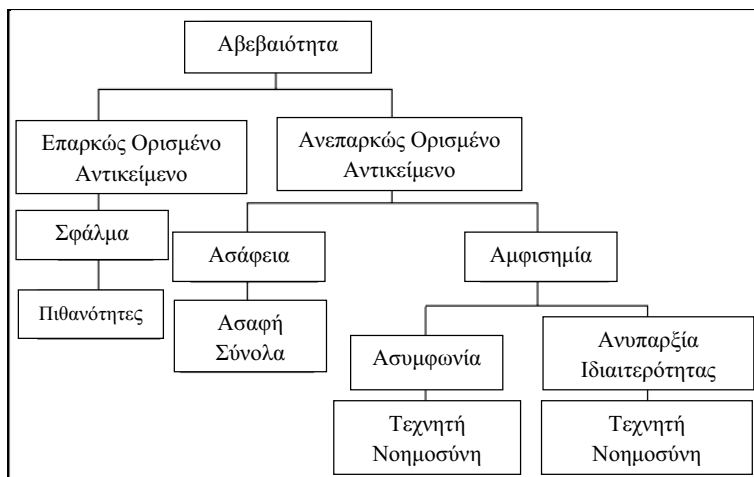 Αβεβαιότητα
Επαρκώς Ορισμένο
Αντικείμενο
Ανεπαρκώς Ορισμένο
Αντικείμενο
Σφάλμα
Ασάφεια
Αμφισημία
Πιθανότητες
Ασαφή
Σύνολα
Ασυμφωνία
Ανυπαρξία
Ιδιαιτερότητας
Τεχνητή
Νοημοσύνη
Τεχνητή
Νοημοσύνη